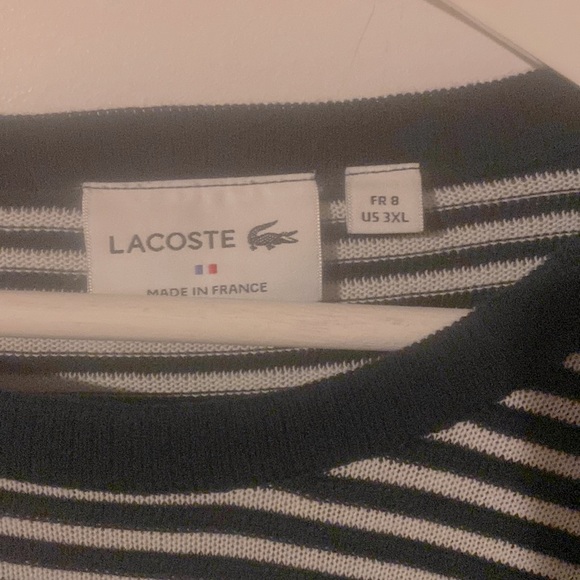 LACOSTE
MADE IN FRANCE
FR 8
US 3XL